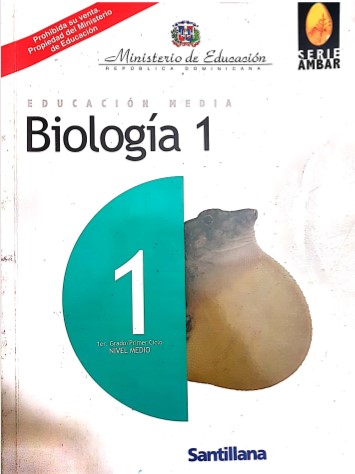 Prohibida su venta.
Propiedad del Ministerio
de Educación
Ministerio de Educación
REPÚBLICA DOMINICANA
SERIE
ÁMBAR
EDUCACIÓN MEDIA
Biología 1
1
1er. Grado/Primer Ciclo
NIVEL MEDIO
Santillana